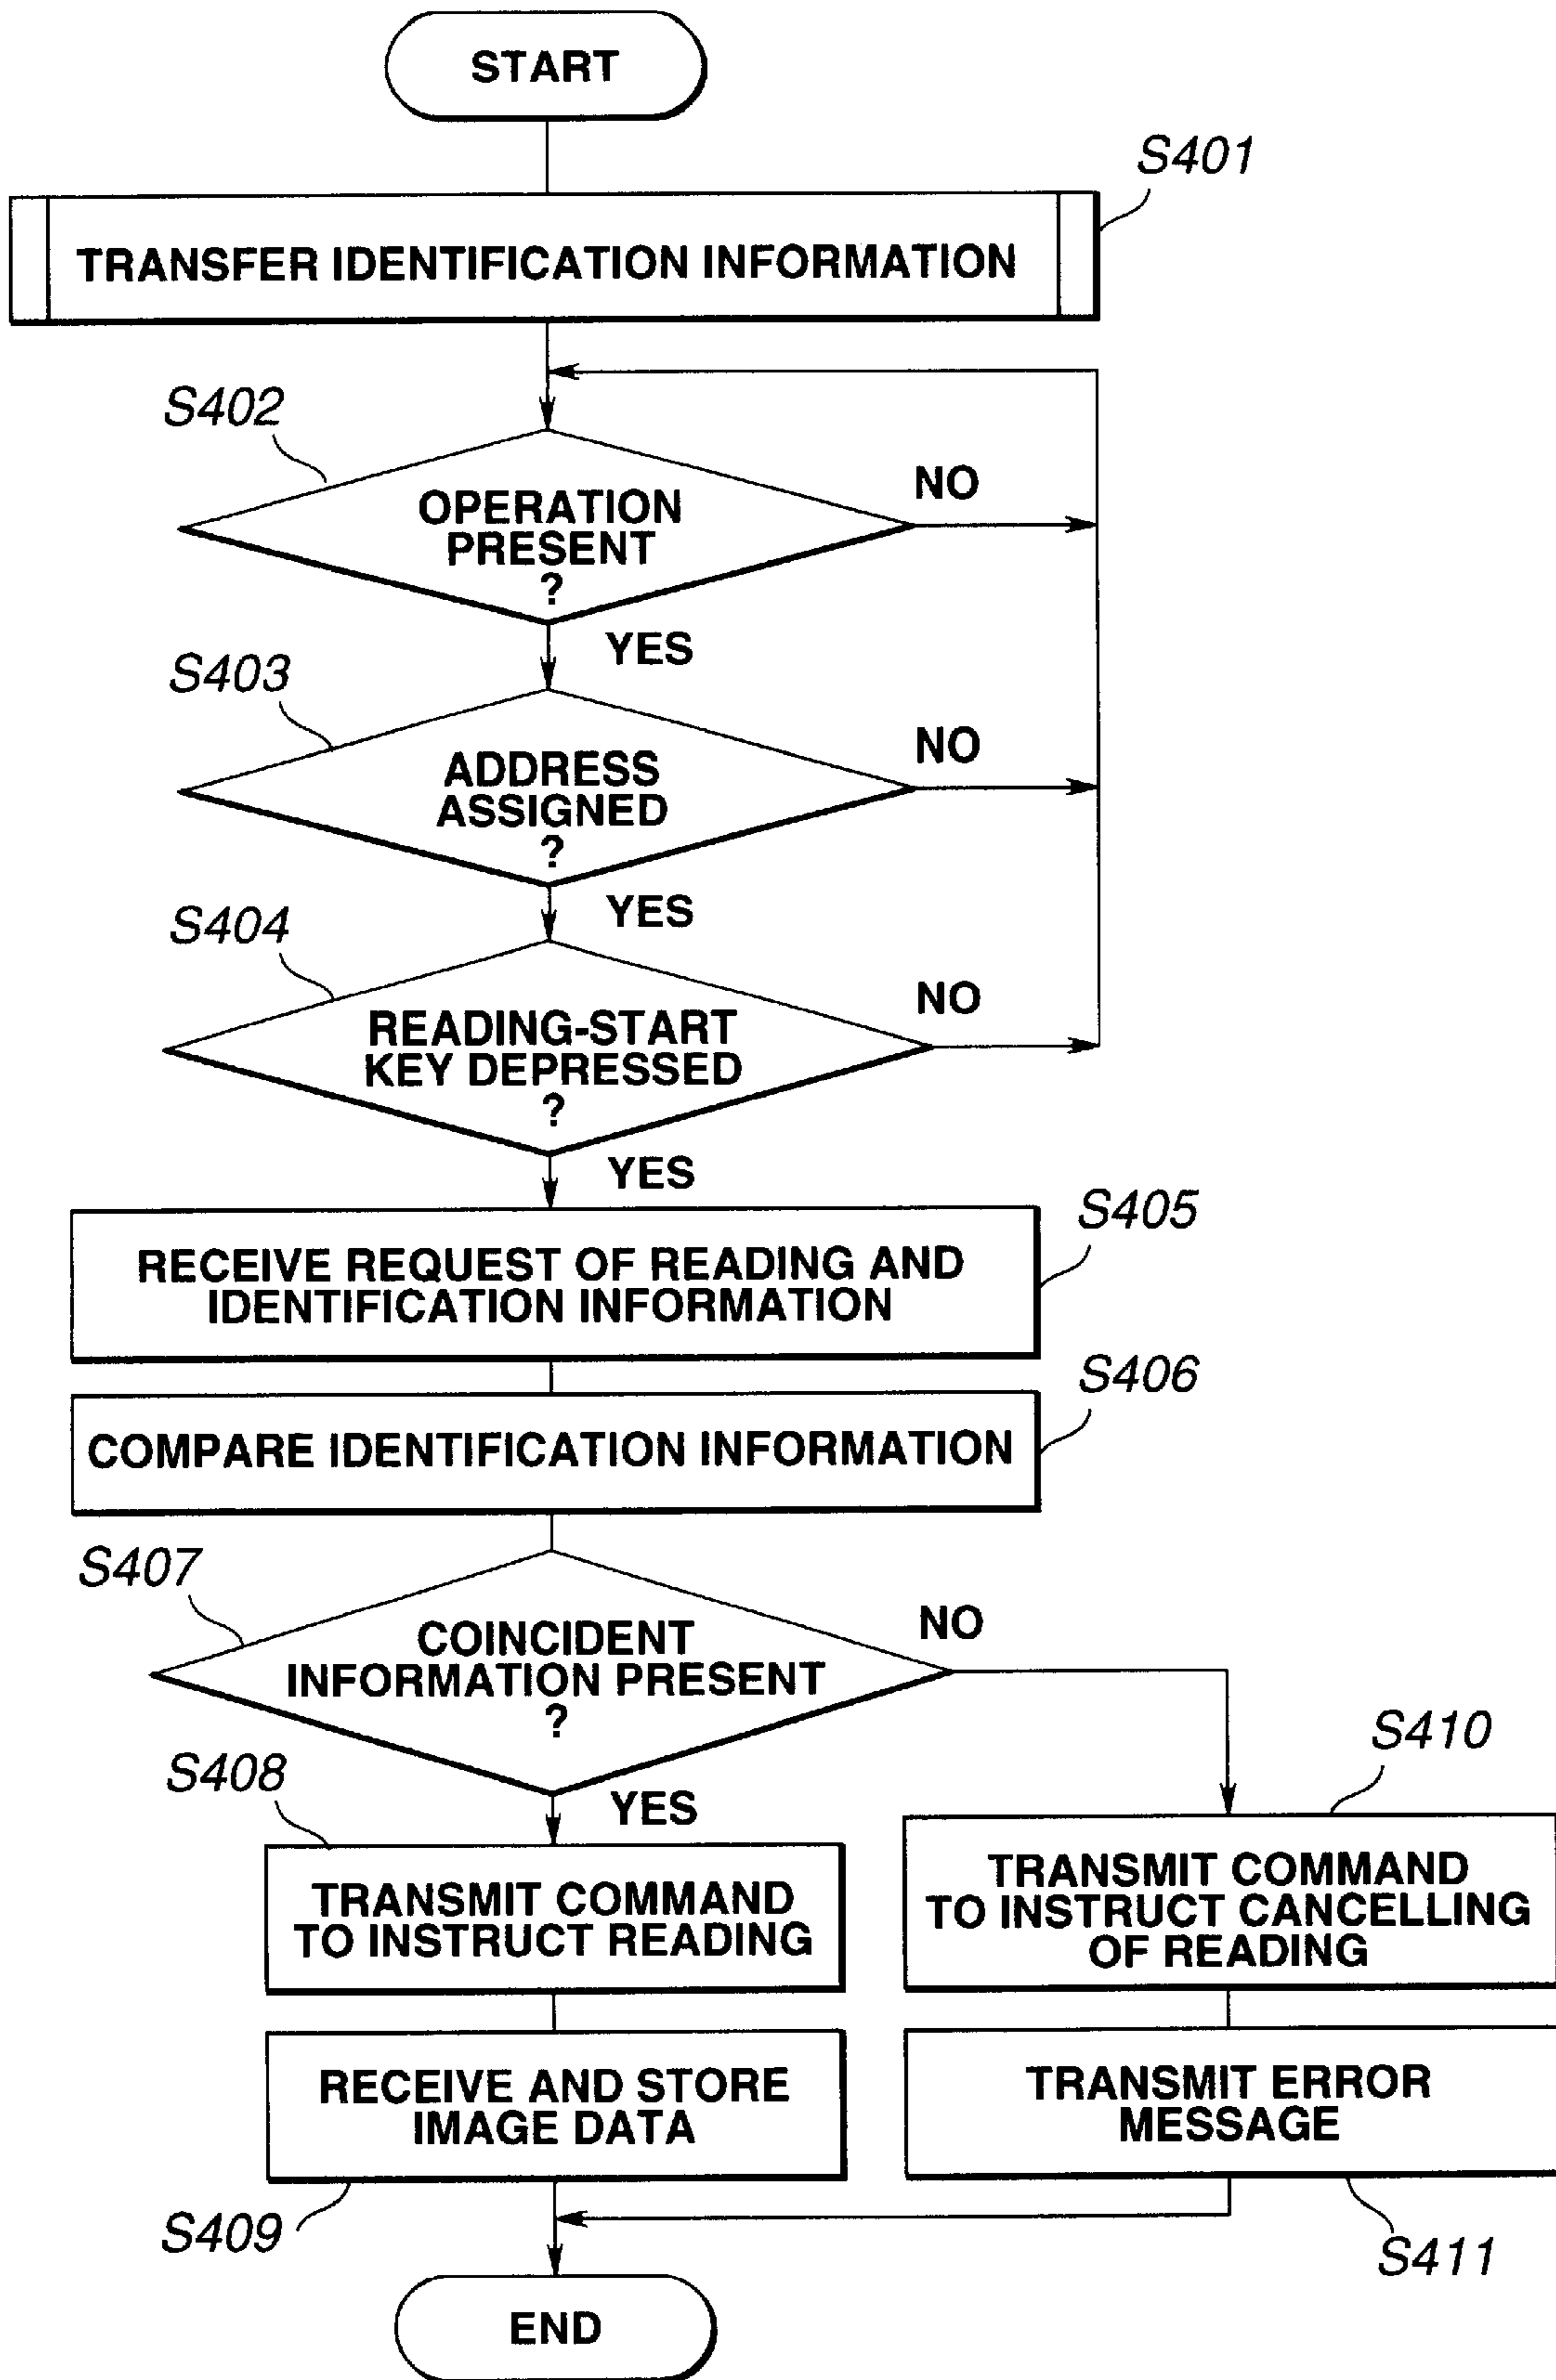 START
S401
TRANSFER IDENTIFICATION INFORMATION
S402
OPERATION
PRESENT
?
NO
YES
S403
ADDRESS
ASSIGNED
?
NO
YES
S404
READING-START
KEY DEPRESSED
?
NO
YES
S405
RECEIVE REQUEST OF READING AND
IDENTIFICATION INFORMATION
S406
COMPARE IDENTIFICATION INFORMATION
S407
COINCIDENT
INFORMATION PRESENT
?
NO
YES
S408
TRANSMIT COMMAND
TO INSTRUCT READING
S410
TRANSMIT COMMAND
TO INSTRUCT CANCELLING
OF READING
RECEIVE AND STORE
IMAGE DATA
S409
TRANSMIT ERROR
MESSAGE
S411
END